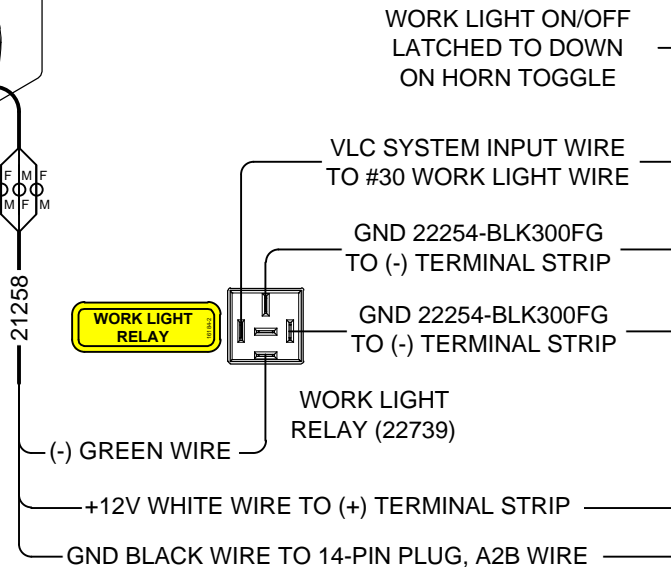 WORK LIGHT ON/OFF
LATCHED TO DOWN
ON HORN TOGGLE
VLC SYSTEM INPUT WIRE
TO #30 WORK LIGHT WIRE
F M F
M F M
GND 22254-BLK300FG
TO (-) TERMINAL STRIP
21258
WORK LIGHT
RELAY
GND 22254-BLK300FG
TO (-) TERMINAL STRIP
WORK LIGHT
RELAY (22739)
(-) GREEN WIRE
+12V WHITE WIRE TO (+) TERMINAL STRIP
GND BLACK WIRE TO 14-PIN PLUG, A2B WIRE